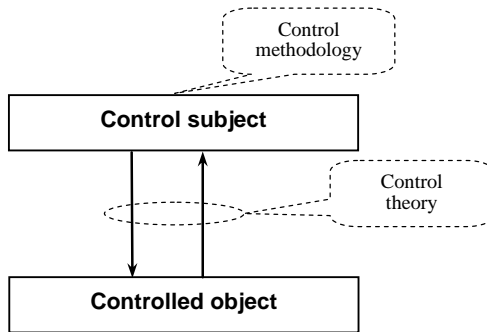 Control
methodology
Control subject
Control
theory
Controlled object